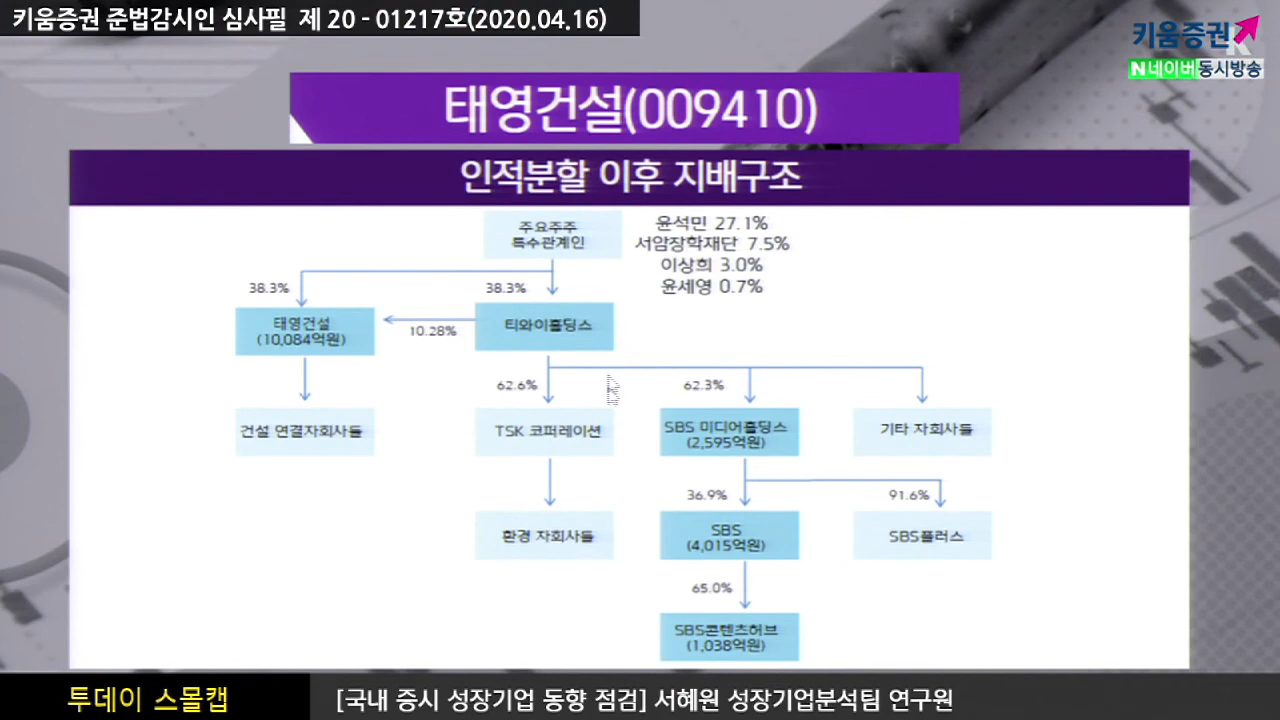 키움증권 준법감시인 심사필 제 20 - 01217호(2020.04.16)
키움증권
N 네이버 동시방송
태영건설(009410)
인적분할 이후 지배구조
주요주주
특수관계인
윤석민 27.1%
서암장학재단 7.5%
이상희 3.0%
윤세영 0.7%
38.3%
38.3%
태영건설
(10,084억원)
10.28%
티와이홀딩스
62.6%
62.3%
건설 연결자회사들
TSK 코퍼레이션
SBS 미디어홀딩스
(2,595억원)
기타 자회사들
36.9%
91.6%
환경 자회사들
SBS
(4,015억원)
SBS플러스
65.0%
SBS콘텐츠허브
(1,038억원)
투데이 스몰캡
[국내 증시 성장기업 동향 점검] 서혜원 성장기업분석팀 연구원